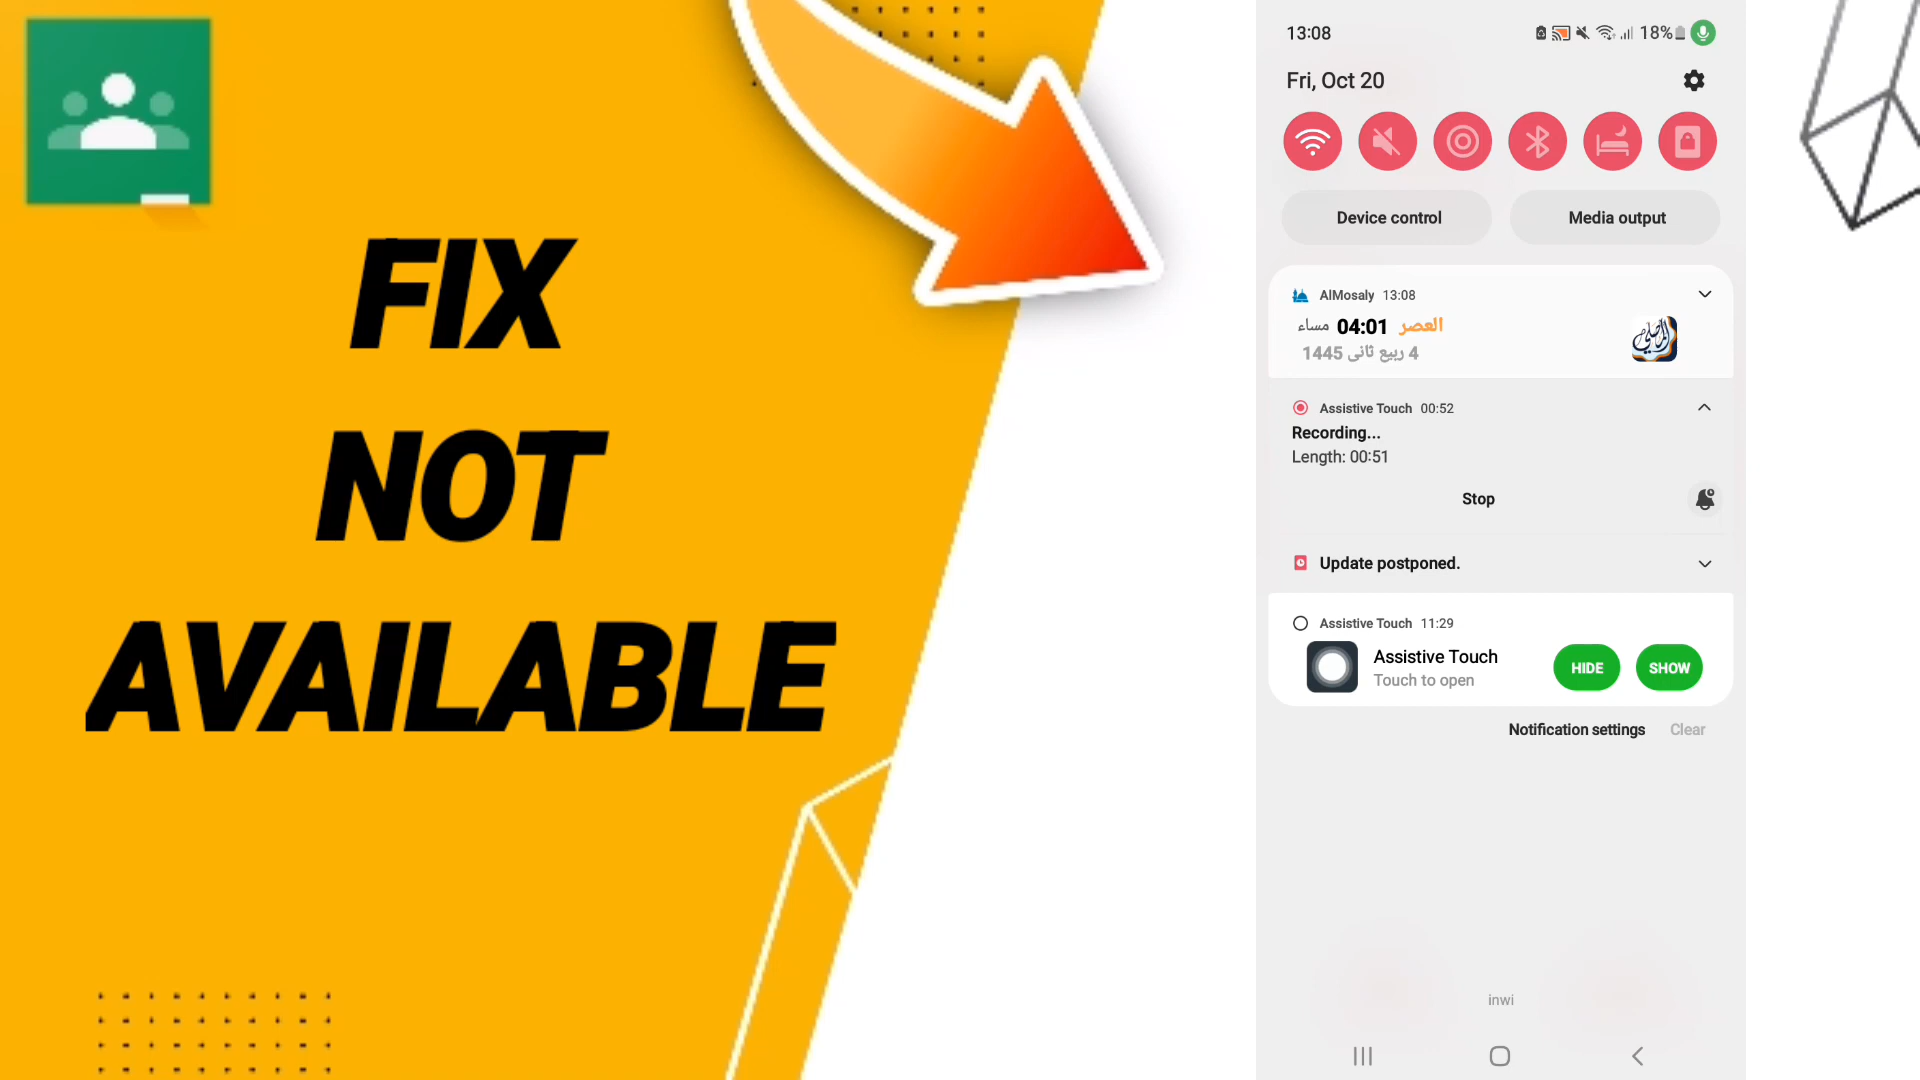 FIX
NOT
AVAILABLE
13:08
18%
Fri, Oct 20
Device control
Media output
AlMosaly 13:08
العصر 04:01 مساء
4 ربيع ثانى 1445
المصلي
Assistive Touch 00:52
Recording...
Length: 00:51
Stop
Update postponed.
Assistive Touch 11:29
Assistive Touch
Touch to open
HIDE
SHOW
Notification settings
Clear
inwi